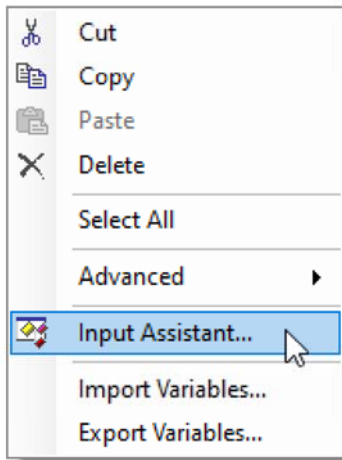 Cut
Copy
Paste
Delete
Select All
Advanced
Input Assistant...
Import Variables...
Export Variables...